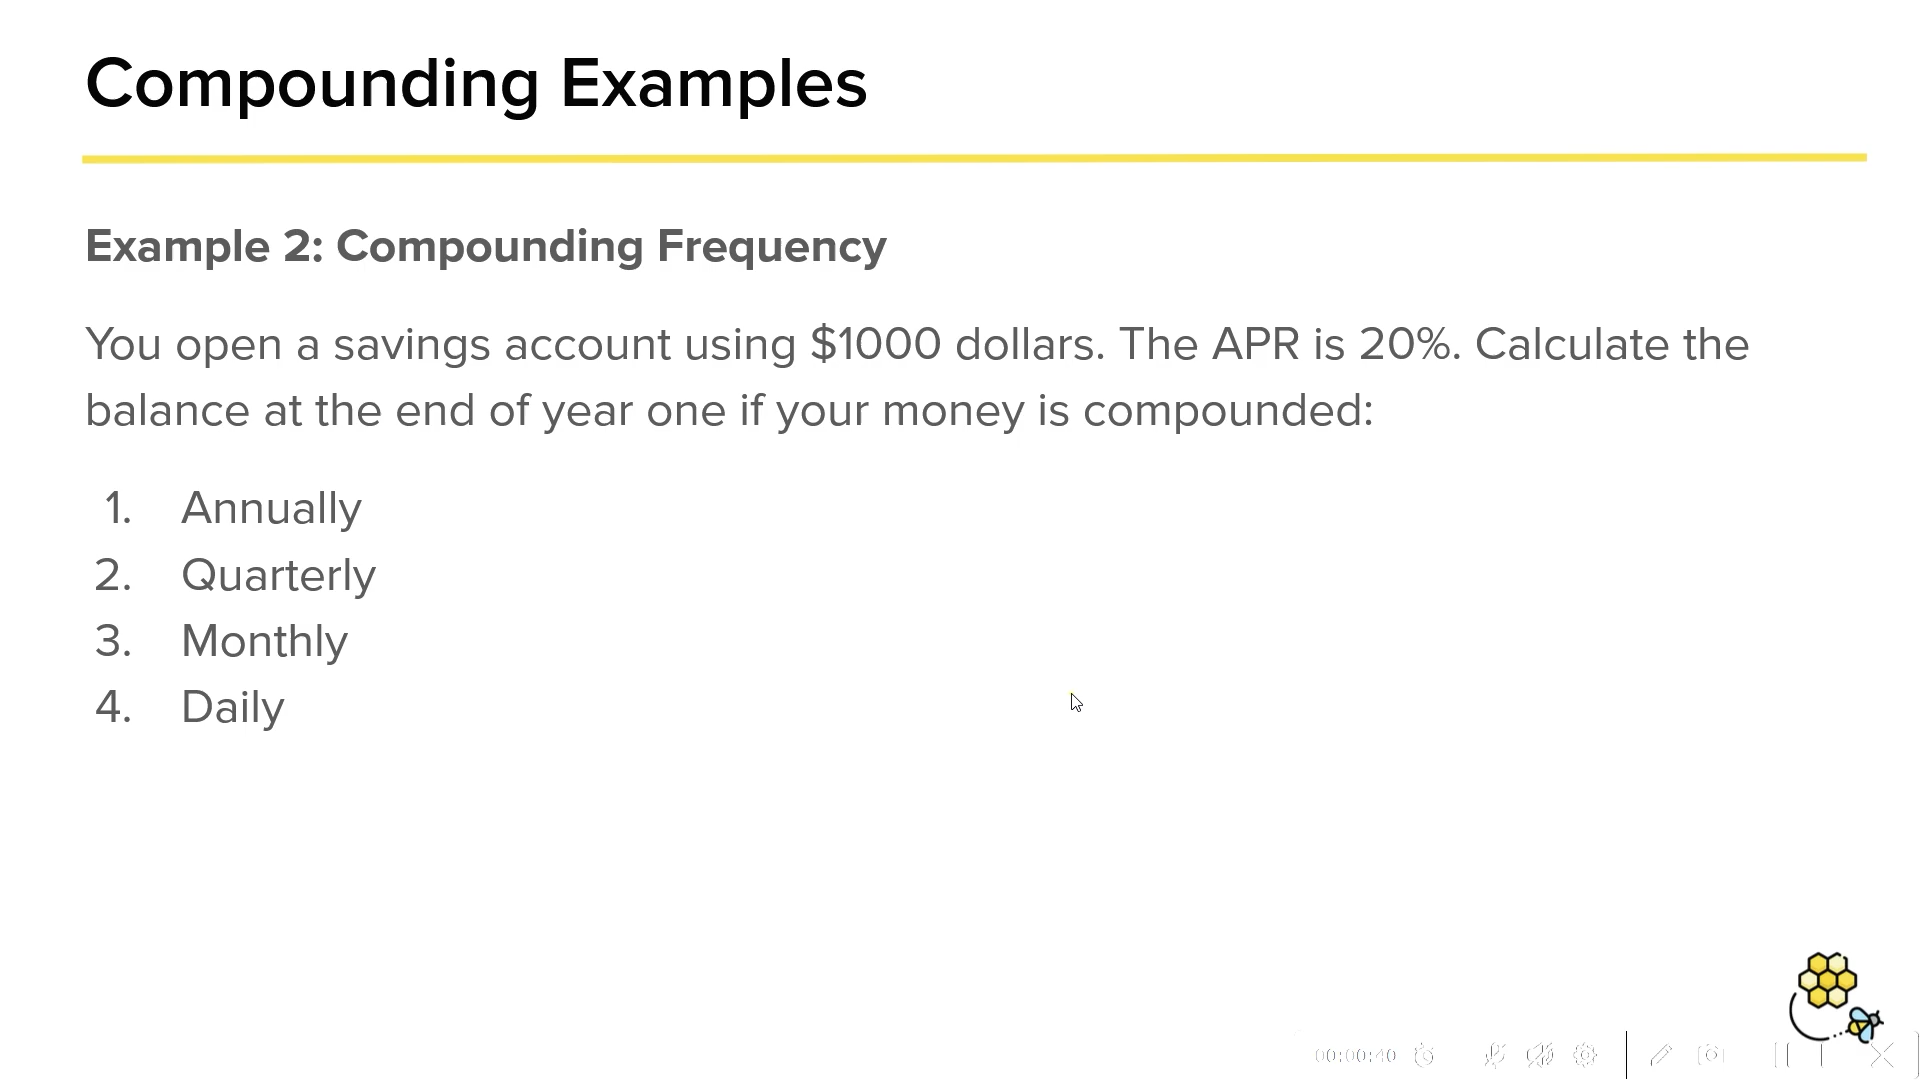 Compounding Examples
Example 2: Compounding Frequency
You open a savings account using $1000 dollars. The APR is 20%. Calculate the
balance at the end of year one if your money is compounded:
1. Annually
2. Quarterly
3. Monthly
4. Daily
00:00:40